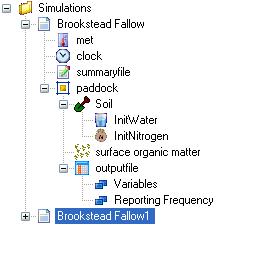 Simulations
Brookstead Fallow
met
clock
summaryfile
paddock
Soil
InitWater
InitNitrogen
surface organic matter
outputfile
Variables
Reporting Frequency
Brookstead Fallow1